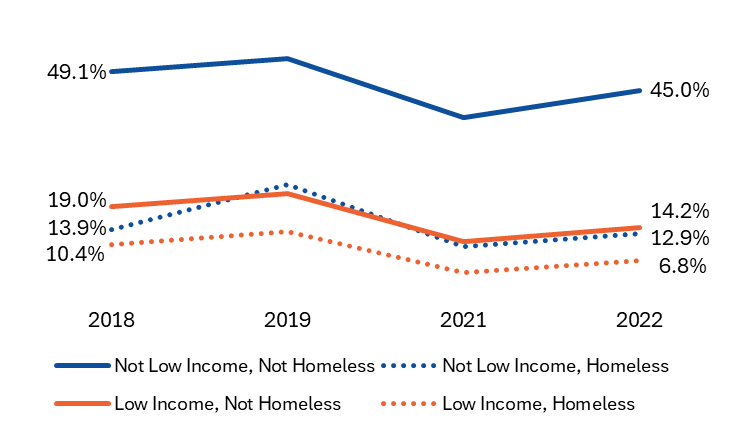 49.1%
45.0%
19.0%
14.2%
13.9%
12.9%
10.4%
6.8%
2018 2019 2021 2022
Not Low Income, Not Homeless Not Low Income, Homeless
Low Income, Not Homeless Low Income, Homeless